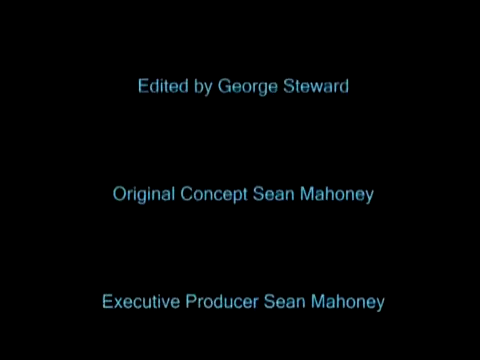 Edited by George Steward
Original Concept Sean Mahoney
Executive Producer Sean Mahoney